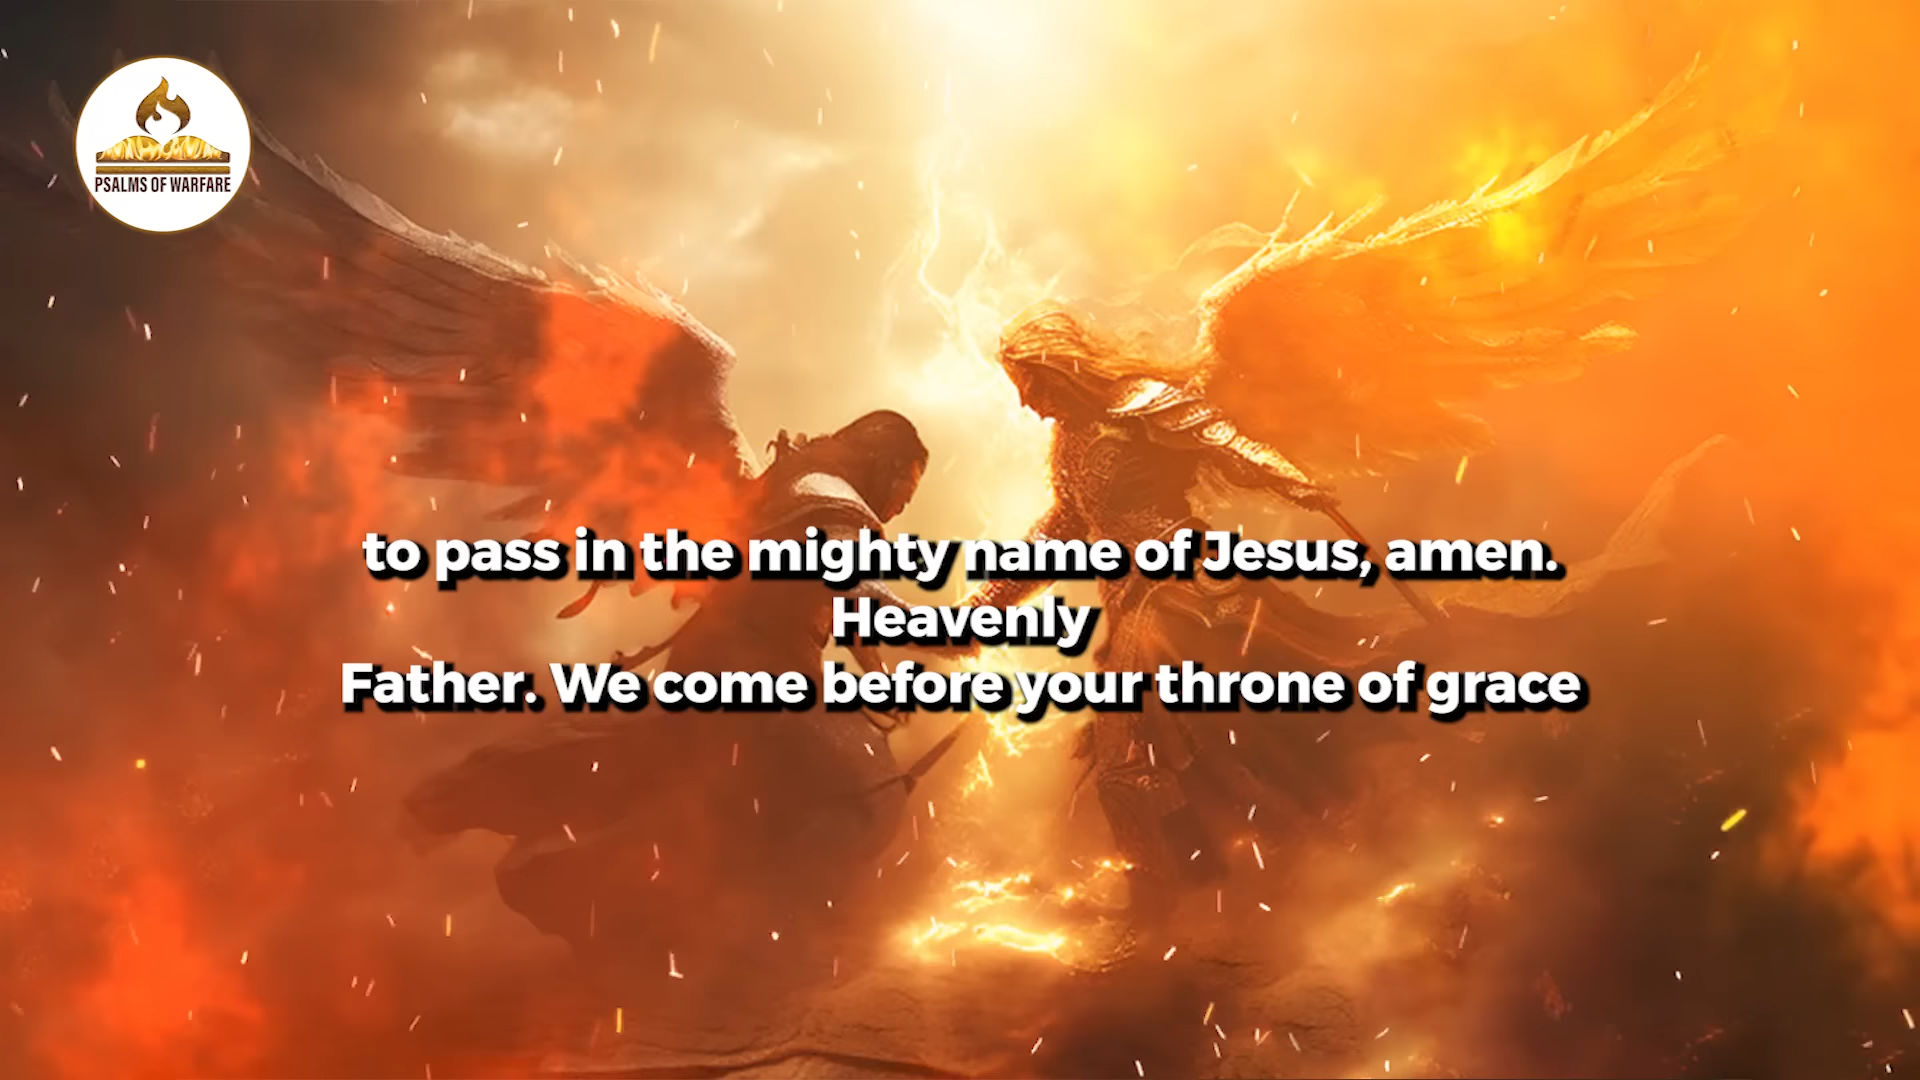 PSALMS OF WARFARE
to pass in the mighty name of Jesus, amen.
Heavenly
Father. We come before your throne of grace